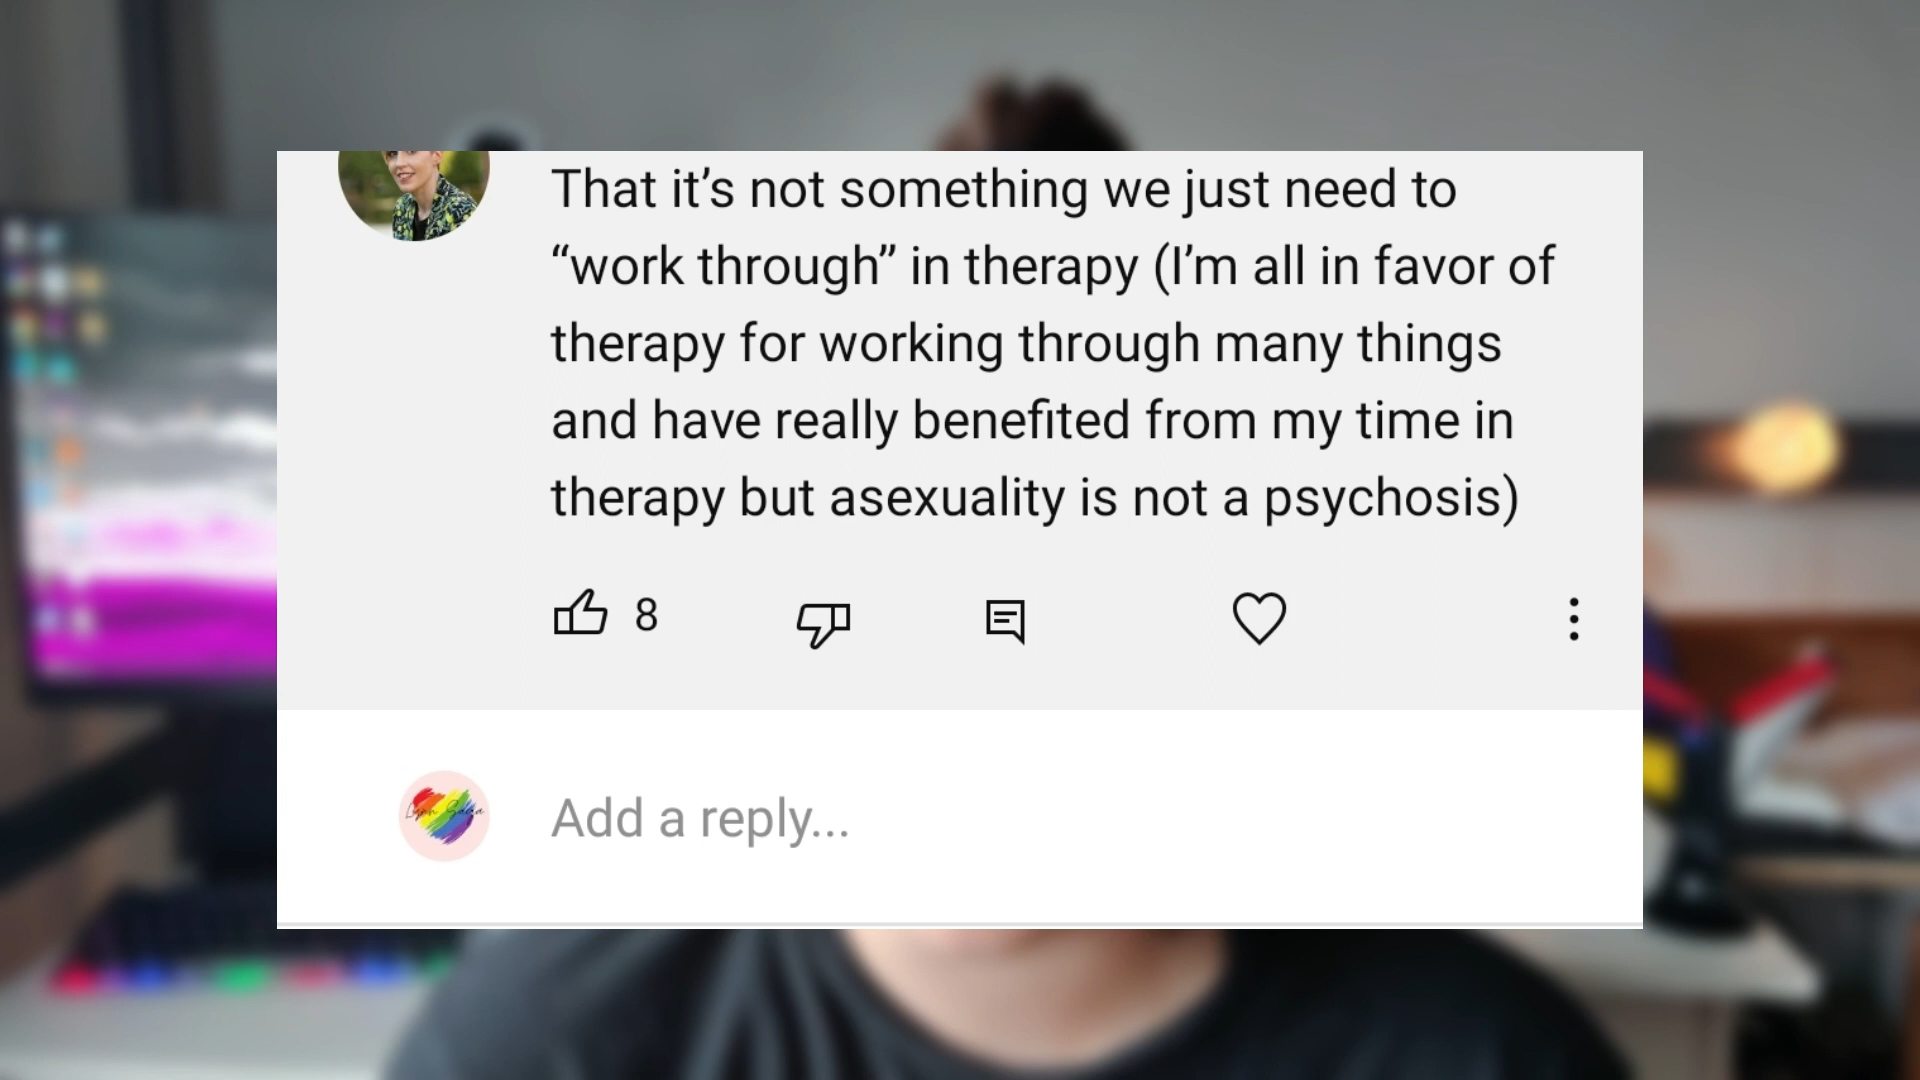 That it’s not something we just need to
“work through” in therapy (I’m all in favor of
therapy for working through many things
and have really benefited from my time in
therapy but asexuality is not a psychosis)
8
Add a reply...